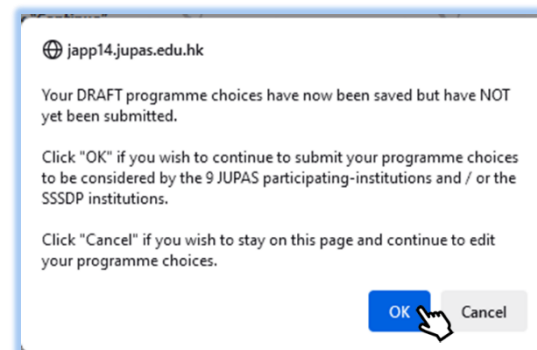 "Continue"
japp14.jupas.edu.hk
Your DRAFT programme choices have now been saved but have NOT
yet been submitted.
Click "OK" if you wish to continue to submit your programme choices
to be considered by the 9 JUPAS participating-institutions and / or the
SSSDP institutions.
Click "Cancel" if you wish to stay on this page and continue to edit
your programme choices.
OK Cancel